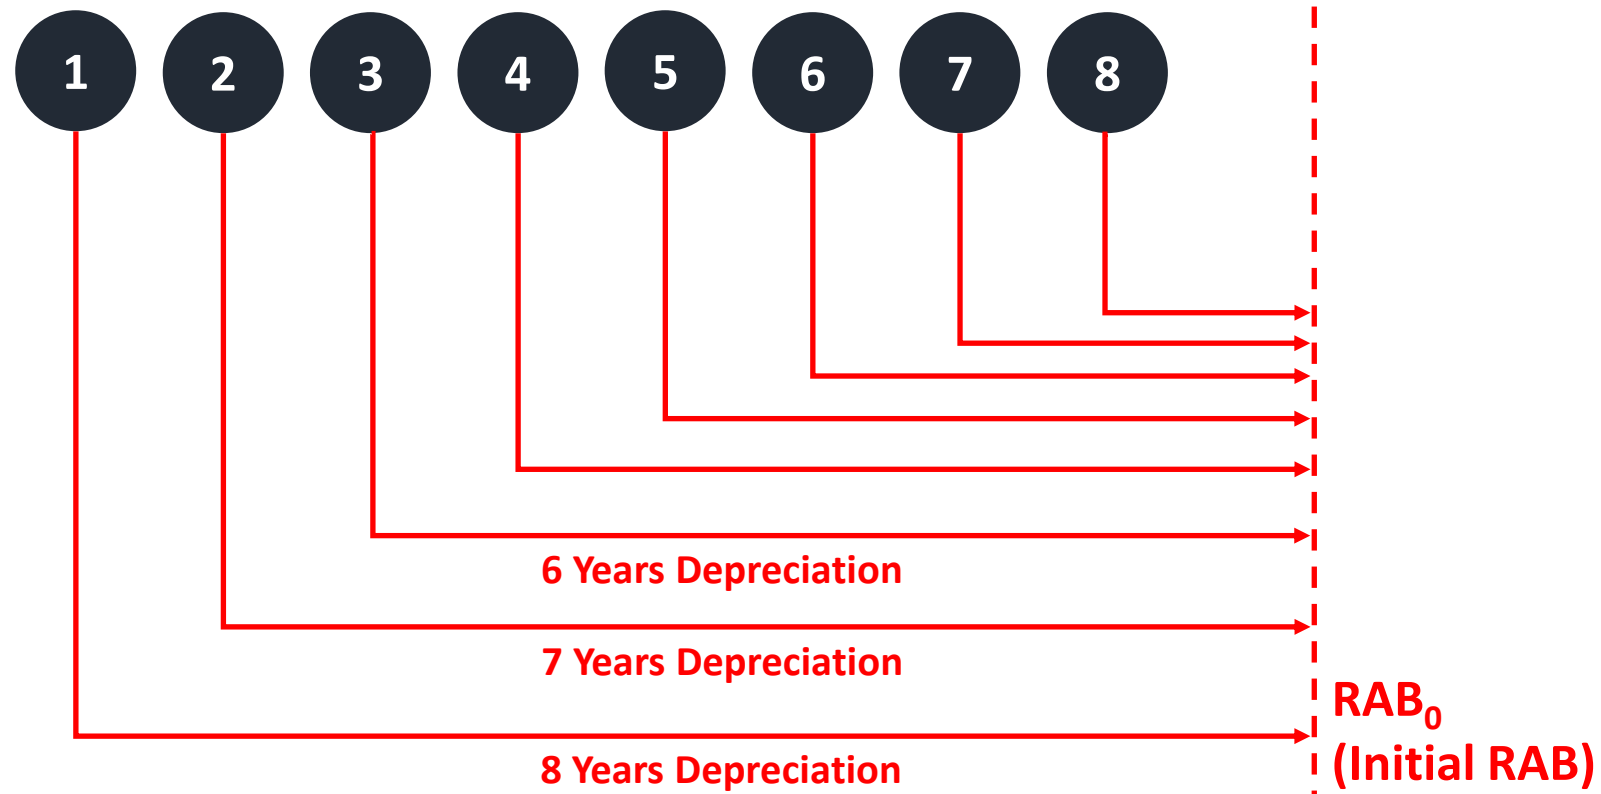 1 2 3 4 5 6 7 8
6 Years Depreciation
7 Years Depreciation
8 Years Depreciation
RAB0
(Initial RAB)